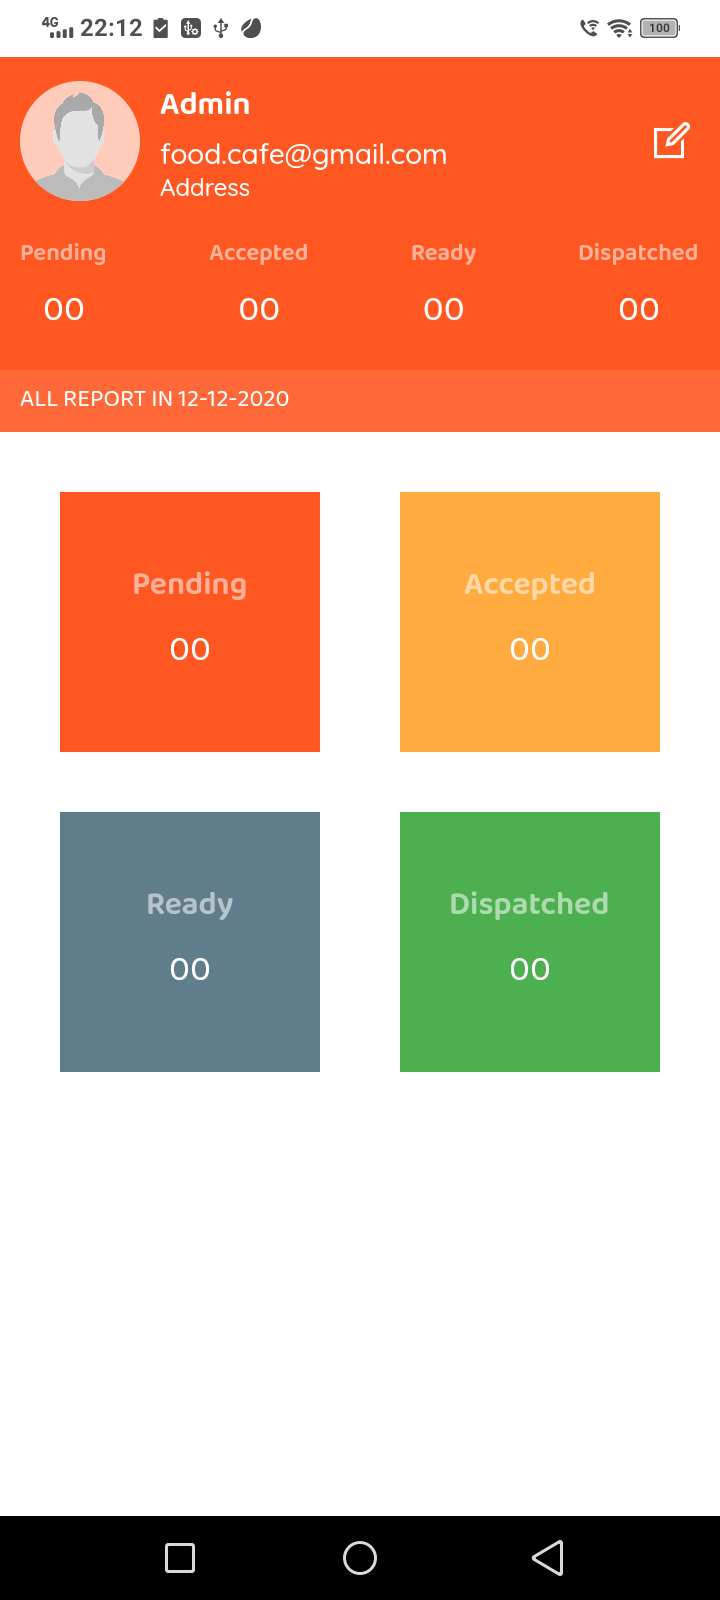 4G 22:12 100
Admin
food.cafe@gmail.com
Address
Pending Accepted Ready Dispatched
00 00 00 00
ALL REPORT IN 12-12-2020
Pending Accepted
00 00
Ready Dispatched
00 00